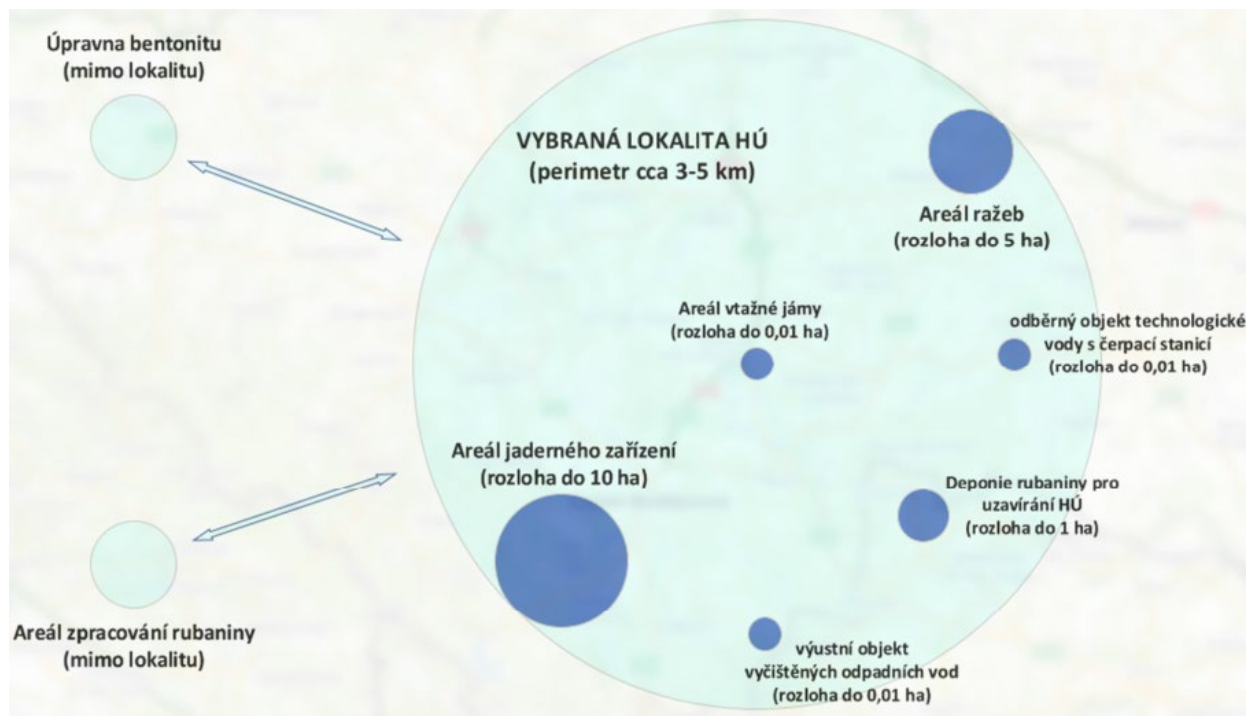 Úpravna bentonitu
(mimo lokalitu)
VYBRANÁ LOKALITA HÚ
(perimetr cca 3-5 km)
Areál ražeb
(rozloha do 5 ha)
Areál vtažné jámy
(rozloha do 0,01 ha)
odběrný objekt technologické
vody s čerpací stanicí
(rozloha do 0,01 ha)
Areál jaderného zařízení
(rozloha do 10 ha)
Deponie rubaniny pro
uzavírání HÚ
(rozloha do 1 ha)
Areál zpracování rubaniny
(mimo lokalitu)
výustní objekt
vyčištěných odpadních vod
(rozloha do 0,01 ha)